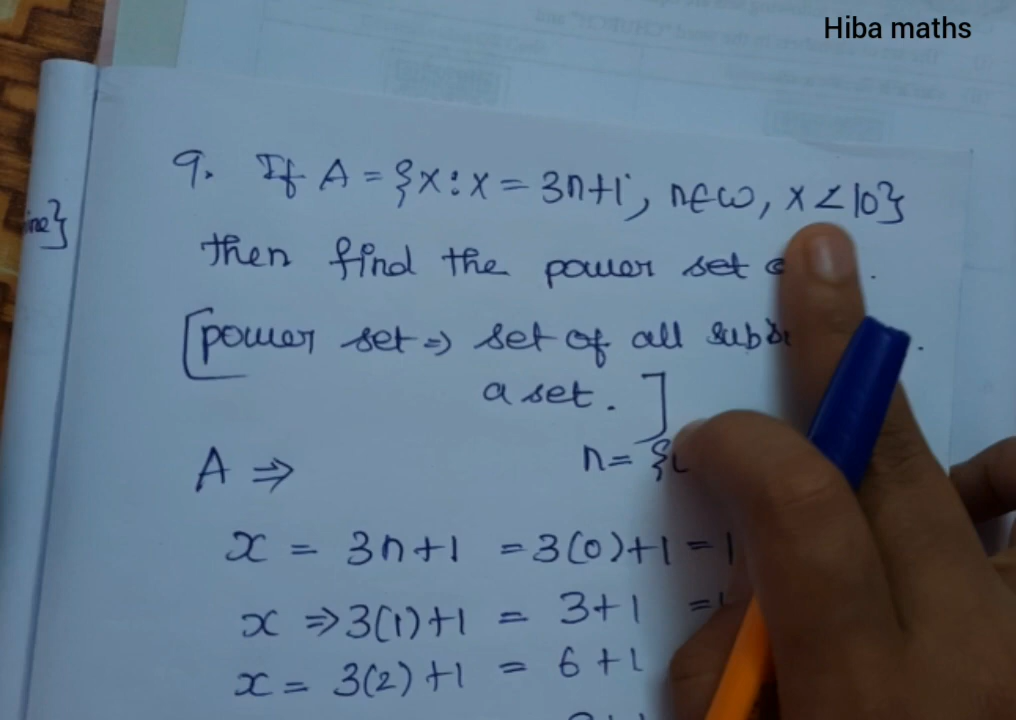 Hiba maths
9. If A = {x : x = 3n+1, n∈w, x < 10}
ine}
then find the power set
[power set ⇒ set of all
a set.]
A ⇒
n = {
x = 3n+1 = 3(0)+1 = 1
x ⇒ 3(1)+1 = 3+1 =
x = 3(2)+1 = 6+1